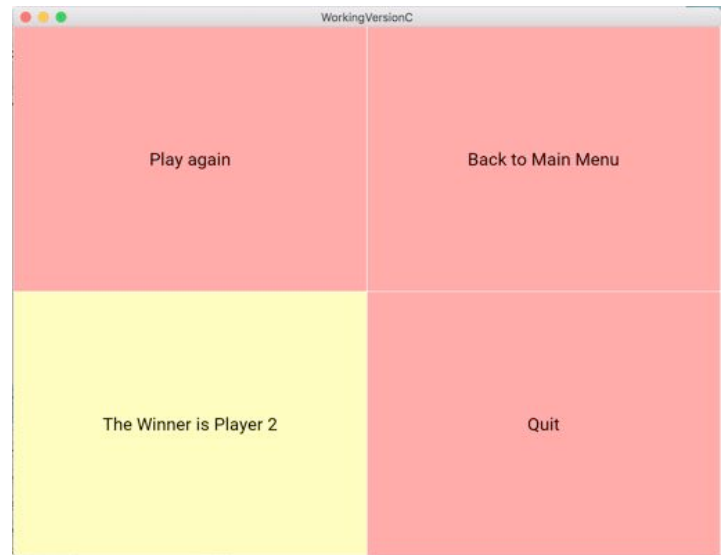 WorkingVersionC
Play again
Back to Main Menu
The Winner is Player 2
Quit